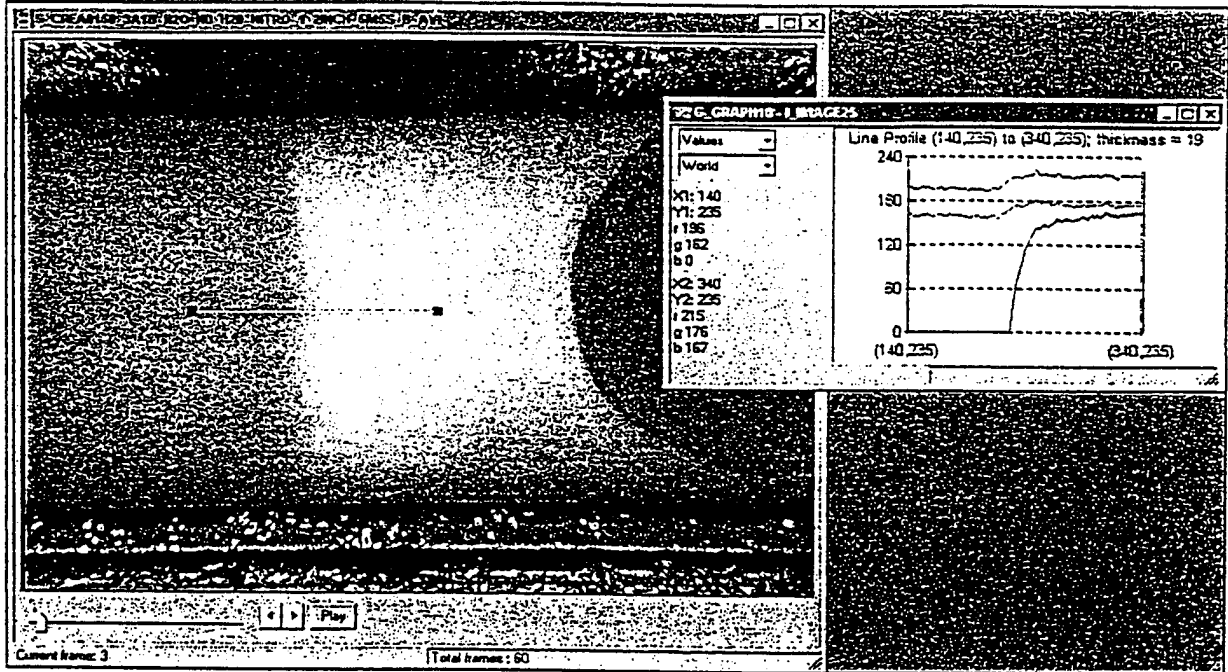 Values
World
X1: 140
Y1: 235
r 196
g 162
b 0
X2: 340
Y2: 235
r 215
g 176
b 167
Line Profile (140,235) to (340,235); thickness = 19
240
180
120
60
0
(140,235)
(340,235)
Play
Current frame: 3
Total frames : 60